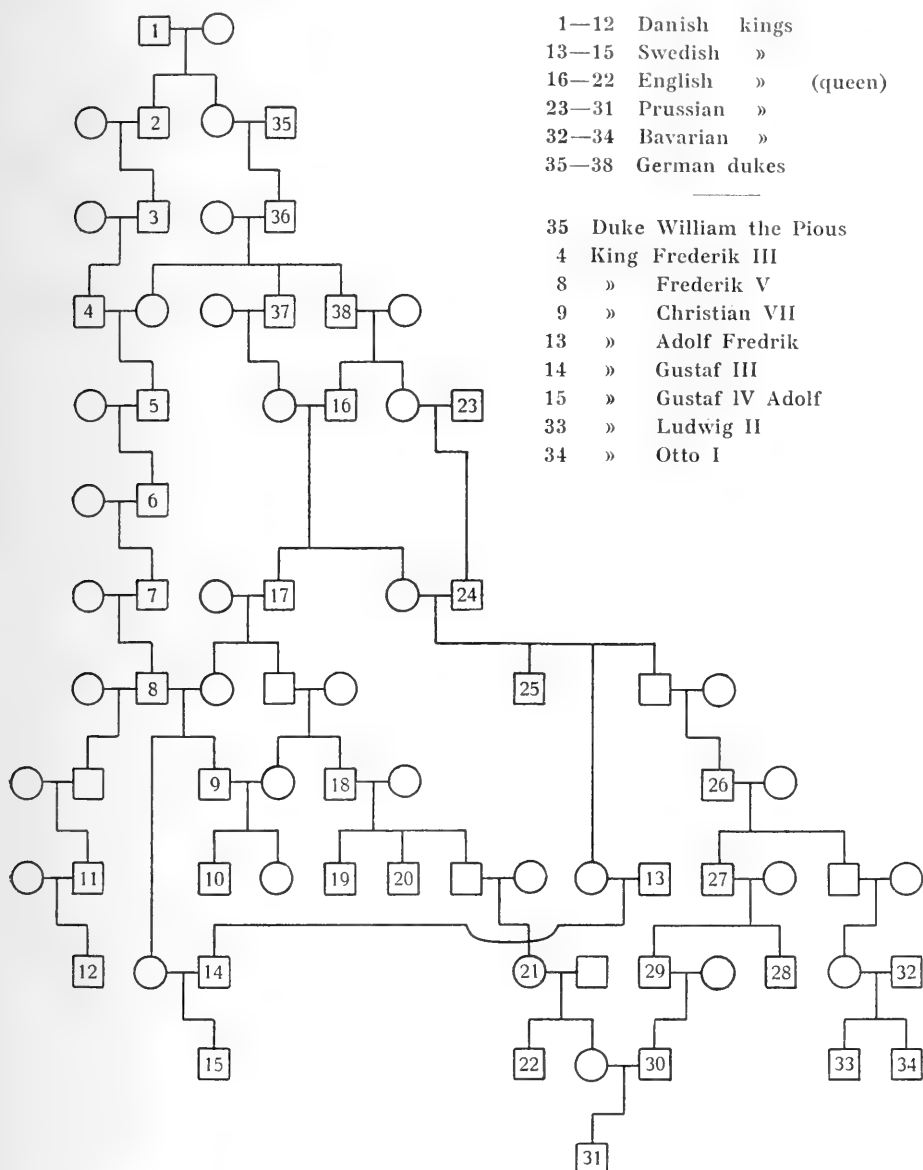 1—12 Danish kings
13—15 Swedish »
16—22 English » (queen)
23—31 Prussian »
32—34 Bavarian »
35—38 German dukes
35 Duke William the Pious
4 King Frederik III
8 » Frederik V
9 » Christian VII
13 » Adolf Fredrik
14 » Gustaf III
15 » Gustaf IV Adolf
33 » Ludwig II
34 » Otto I
1
2 35
3 36
4 37 38
5 16 23
6
7 17 24
8 25
9 18 26
11 10 19 20 13 27
12 14 21 29 28 32
15 22 30 33 34
31